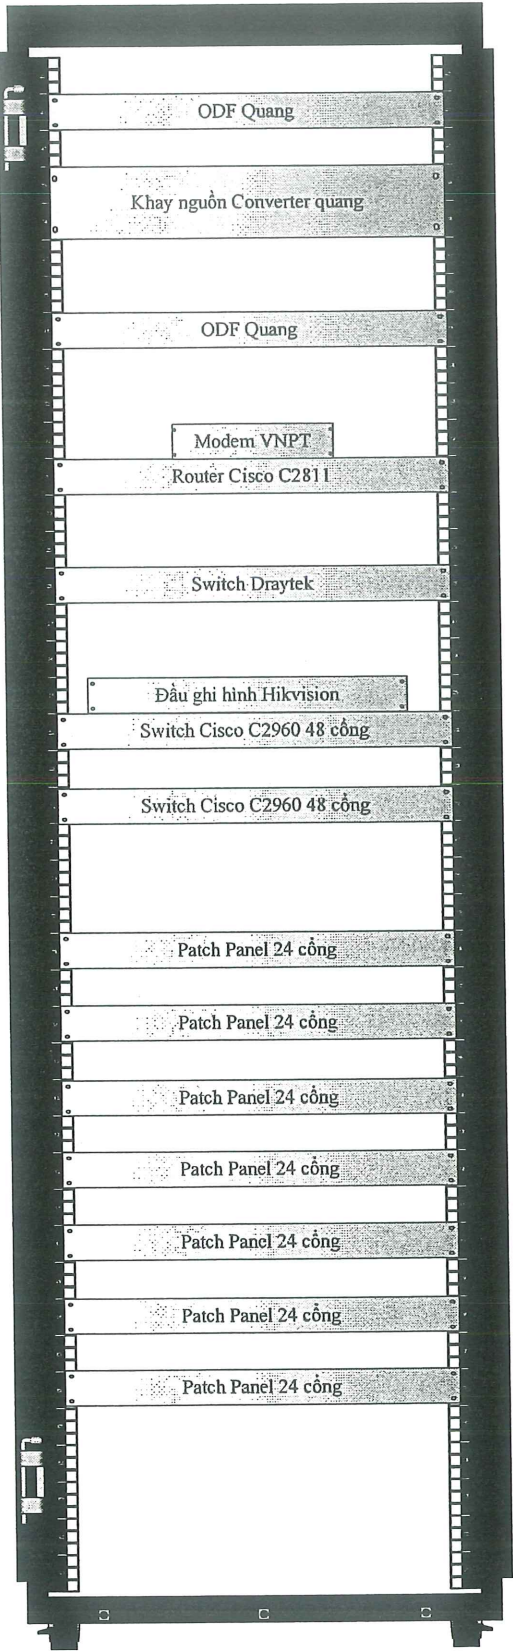 ODF Quang
Khay nguồn Converter quang
ODF Quang
Modem VNPT
Router Cisco C2811
Switch Draytek
Đầu ghi hình Hikvision
Switch Cisco C2960 48 cổng
Switch Cisco C2960 48 cổng
Patch Panel 24 cổng
Patch Panel 24 cổng
Patch Panel 24 cổng
Patch Panel 24 cổng
Patch Panel 24 cổng
Patch Panel 24 cổng
Patch Panel 24 cổng